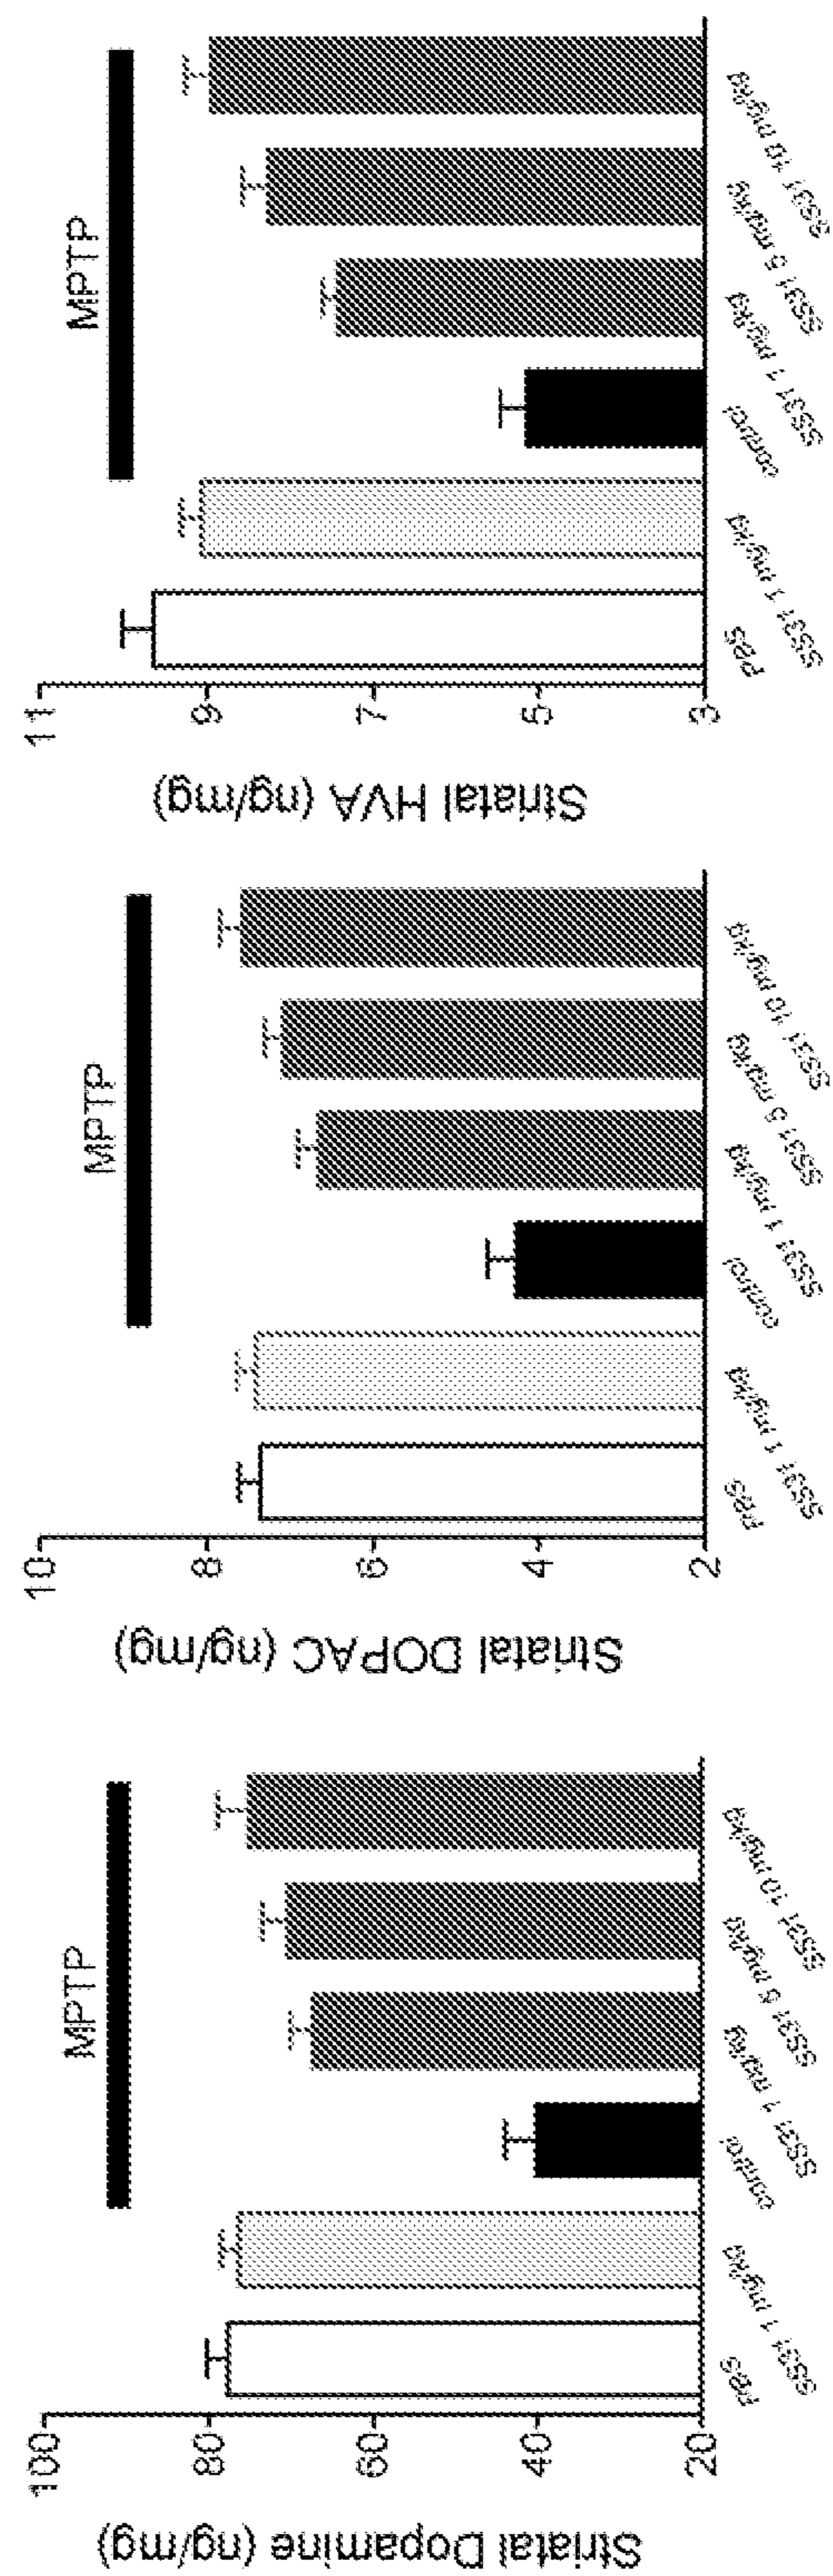 Striatal Dopamine (ng/mg)
100
80
60
40
20
MPTP
PBS
SS31 1 mg/kg
control
SS31 1 mg/kg
SS31 5 mg/kg
SS31 10 mg/kg
Striatal DOPAC (ng/mg)
10
8
6
4
2
MPTP
PBS
SS31 1 mg/kg
control
SS31 1 mg/kg
SS31 5 mg/kg
SS31 10 mg/kg
Striatal HVA (ng/mg)
11
9
7
5
3
MPTP
PBS
SS31 1 mg/kg
control
SS31 1 mg/kg
SS31 5 mg/kg
SS31 10 mg/kg